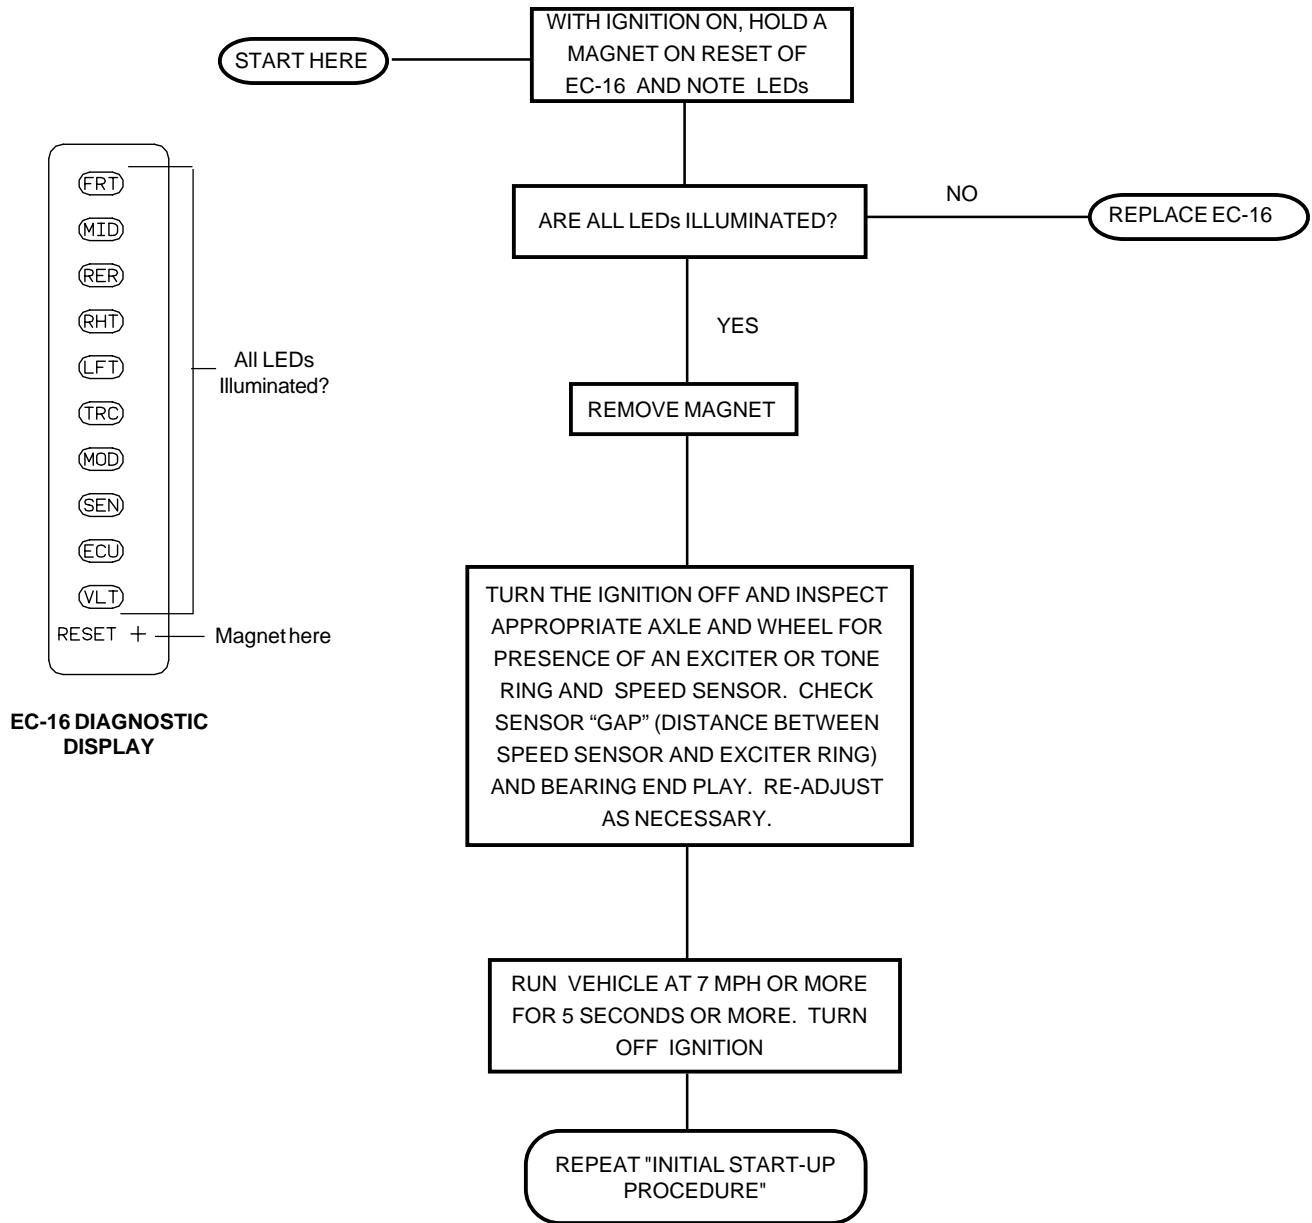 START HERE
WITH IGNITION ON, HOLD A
MAGNET ON RESET OF
EC-16 AND NOTE LEDs
ARE ALL LEDs ILLUMINATED?
NO
REPLACE EC-16
YES
REMOVE MAGNET
TURN THE IGNITION OFF AND INSPECT
APPROPRIATE AXLE AND WHEEL FOR
PRESENCE OF AN EXCITER OR TONE
RING AND SPEED SENSOR. CHECK
SENSOR “GAP” (DISTANCE BETWEEN
SPEED SENSOR AND EXCITER RING)
AND BEARING END PLAY. RE-ADJUST
AS NECESSARY.
RUN VEHICLE AT 7 MPH OR MORE
FOR 5 SECONDS OR MORE. TURN
OFF IGNITION
REPEAT "INITIAL START-UP
PROCEDURE"
FRT
MID
RER
RHT
LFT
TRC
MOD
SEN
ECU
VLT
RESET +
All LEDs
Illuminated?
Magnet here
EC-16 DIAGNOSTIC
DISPLAY